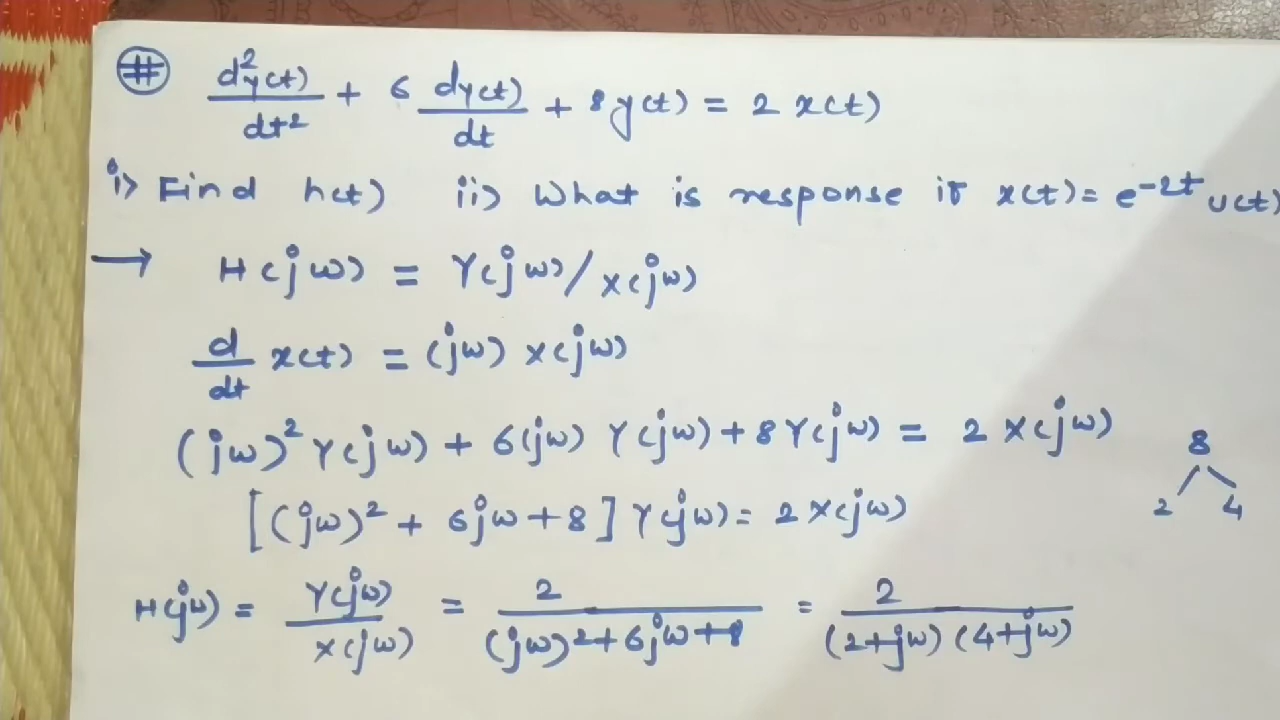 # d²y(t)/dt² + 6 dy(t)/dt + 8y(t) = 2x(t)
i> Find h(t) ii> What is response if x(t) = e^-2t u(t)
→ H(jω) = Y(jω)/X(jω)
d/dt x(t) = (jω) X(jω)
(jω)² Y(jω) + 6(jω) Y(jω) + 8Y(jω) = 2X(jω)
8
2 4
[(jω)² + 6jω + 8] Y(jω) = 2X(jω)
H(jω) = Y(jω)/X(jω) = 2/(jω)²+6jω+8 = 2/(2+jω)(4+jω)